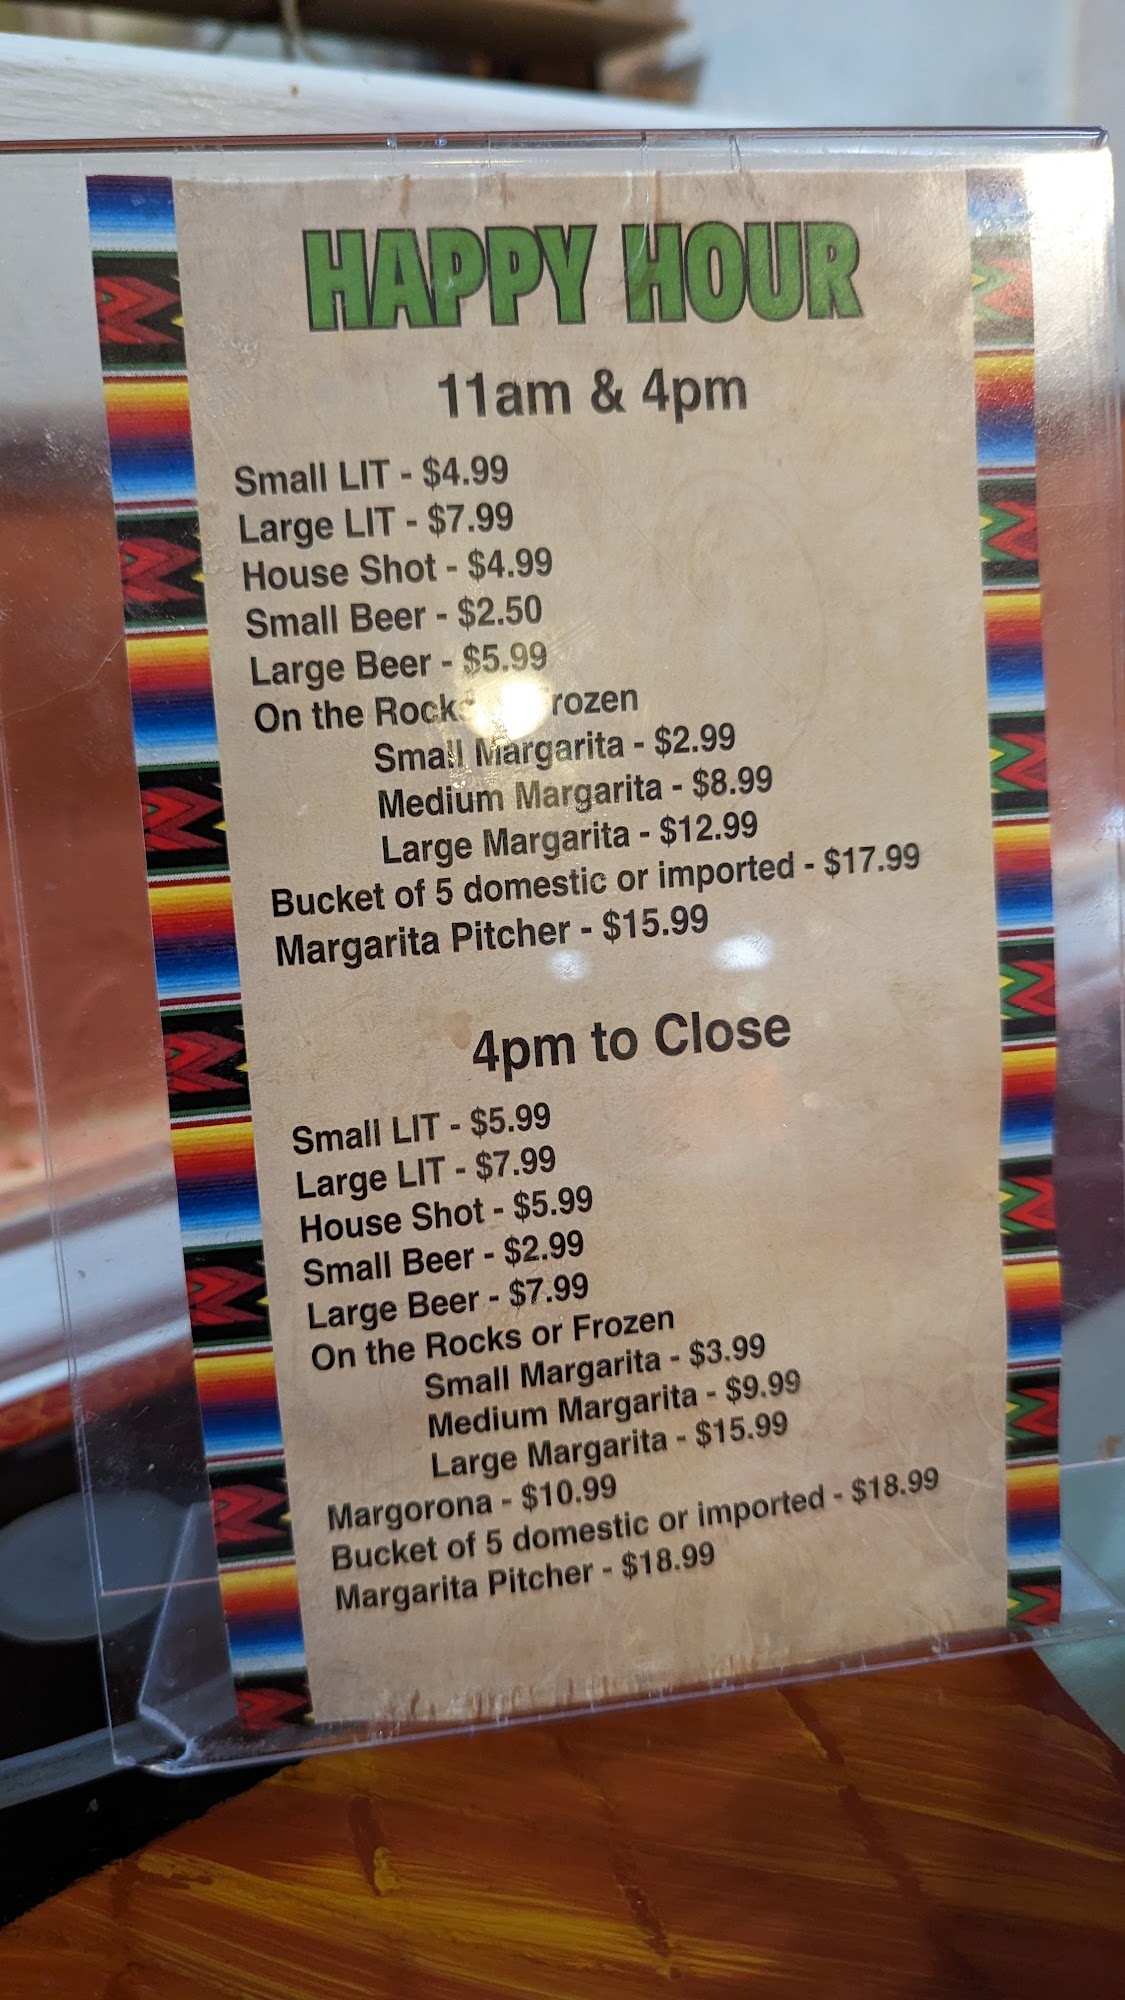 HAPPY HOUR
11am & 4pm
Small LIT - $4.99
Large LIT - $7.99
House Shot - $4.99
Small Beer - $2.50
Large Beer - $5.99
On the Rocks Frozen
Small Margarita - $2.99
Medium Margarita - $8.99
Large Margarita - $12.99
Bucket of 5 domestic or imported - $17.99
Margarita Pitcher - $15.99
4pm to Close
Small LIT - $5.99
Large LIT - $7.99
House Shot - $5.99
Small Beer - $2.99
Large Beer - $7.99
On the Rocks or Frozen
Small Margarita - $3.99
Medium Margarita - $9.99
Large Margarita - $15.99
Margorona - $10.99
Bucket of 5 domestic or imported - $18.99
Margarita Pitcher - $18.99